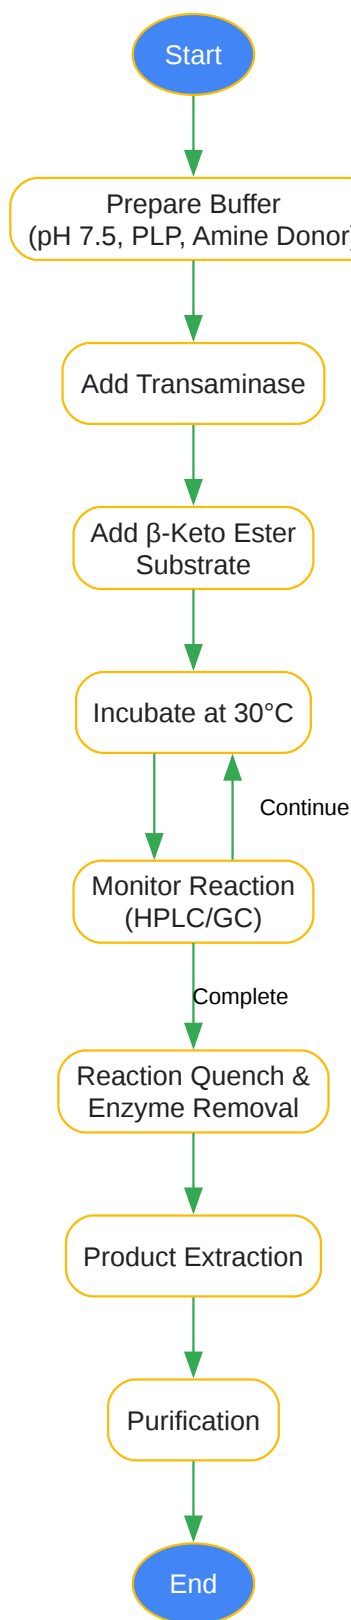 Start
Prepare Buffer
(pH 7.5, PLP, Amine Donor)
Add Transaminase
Add β-Keto Ester
Substrate
Incubate at 30°C
Continue
Monitor Reaction
(HPLC/GC)
Complete
Reaction Quench &
Enzyme Removal
Product Extraction
Purification
End